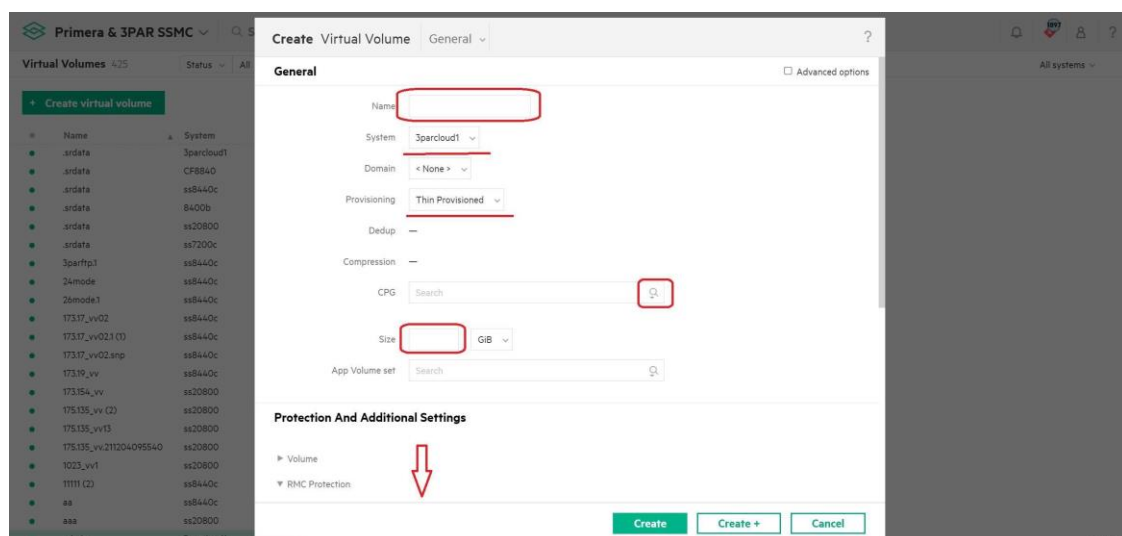 Primera & 3PAR SSMC
S
1097
?
Virtual Volumes 425
Status
All
All systems
+ Create virtual volume
Name
System
.srdata 3parcloud1
.srdata CF8840
.srdata ss8440c
.srdata 8400b
.srdata ss20800
.srdata ss7200c
3parftp.1 ss8440c
24mode ss8440c
26mode.1 ss8440c
173.17_vv02 ss8440c
173.17_vv02.1 (1) ss8440c
173.17_vv02.snp ss8440c
173.19_vv ss8440c
173.154_vv ss20800
175.135_vv (2) ss20800
175.135_vv13 ss20800
175.135_vv.211204095540 ss20800
1023_vv1 ss20800
11111 (2) ss8440c
aa ss8440c
aaa ss20800
Create Virtual Volume General
?
General
Advanced options
Name
System 3parcloud1
Domain < None >
Provisioning Thin Provisioned
Dedup —
Compression —
CPG Search
Size GiB
App Volume set Search
Protection And Additional Settings
Volume
RMC Protection
Create Create + Cancel